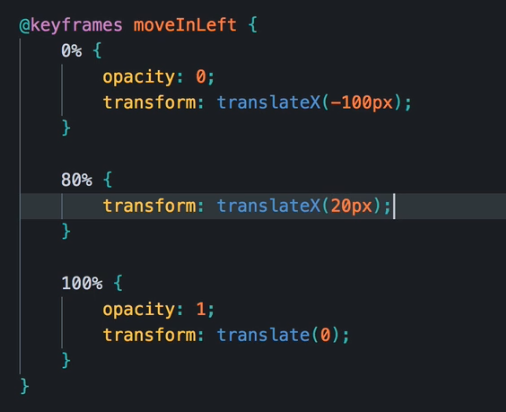 @keyframes moveInLeft {
    0% {
        opacity: 0;
        transform: translateX(-100px);
    }
    80% {
        transform: translateX(20px);
    }
    100% {
        opacity: 1;
        transform: translate(0);
    }
}